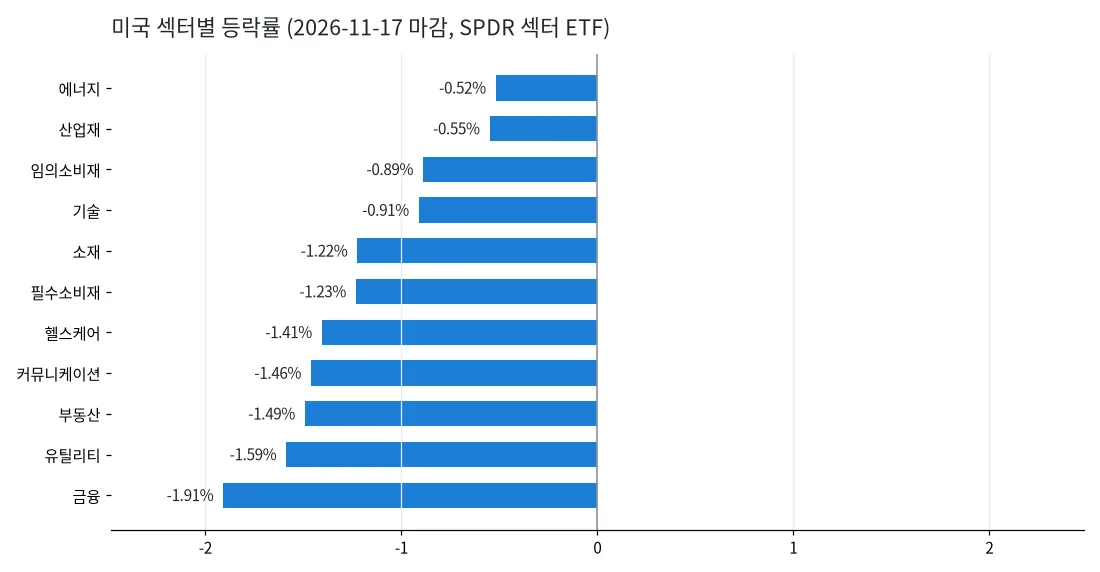 미국 섹터별 등락률 (2026-11-17 마감, SPDR 섹터 ETF)
에너지 -0.52%
산업재 -0.55%
임의소비재 -0.89%
기술 -0.91%
소재 -1.22%
필수소비재 -1.23%
헬스케어 -1.41%
커뮤니케이션 -1.46%
부동산 -1.49%
유틸리티 -1.59%
금융 -1.91%
-2 -1 0 1 2